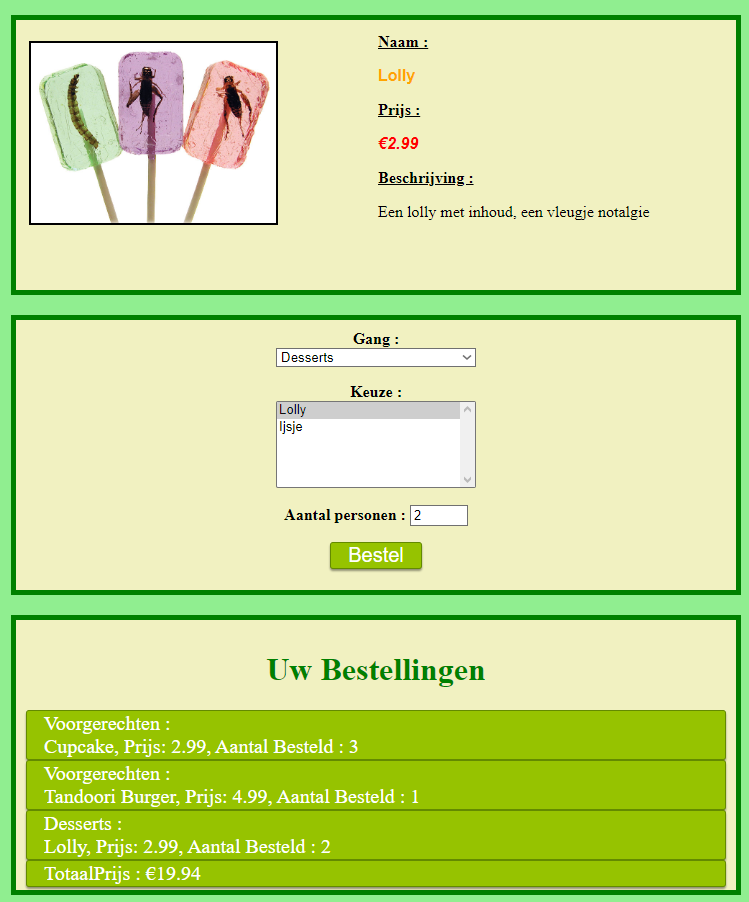 Naam :
Lolly
Prijs :
€2.99
Beschrijving :
Een lolly met inhoud, een vleugje notalgie
Gang :
Desserts
Keuze :
Lolly
Ijsje
Aantal personen : 2
Bestel
Uw Bestellingen
Voorgerechten :
Cupcake, Prijs: 2.99, Aantal Besteld : 3
Voorgerechten :
Tandoori Burger, Prijs: 4.99, Aantal Besteld : 1
Desserts :
Lolly, Prijs: 2.99, Aantal Besteld : 2
TotaalPrijs : €19.94